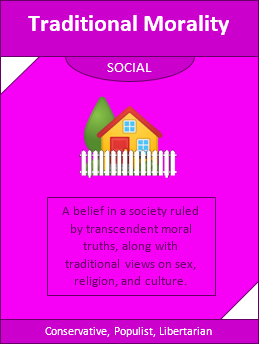 Traditional Morality
SOCIAL
A belief in a society ruled
by transcendent moral
truths, along with
traditional views on sex,
religion, and culture.
Conservative, Populist, Libertarian